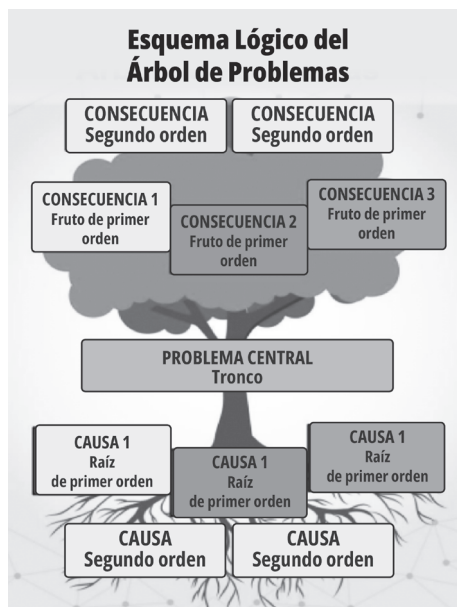 Esquema Lógico del
Árbol de Problemas
CONSECUENCIA
Segundo orden
CONSECUENCIA
Segundo orden
CONSECUENCIA 1
Fruto de primer
orden
CONSECUENCIA 2
Fruto de primer
orden
CONSECUENCIA 3
Fruto de primer
orden
PROBLEMA CENTRAL
Tronco
CAUSA 1
Raíz
de primer orden
CAUSA 1
Raíz
de primer orden
CAUSA 1
Raíz
de primer orden
CAUSA
Segundo orden
CAUSA
Segundo orden